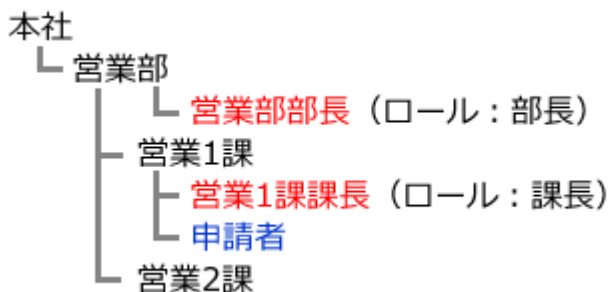 本社
営業部
営業部部長（ロール：部長）
営業1課
営業1課課長（ロール：課長）
申請者
営業2課